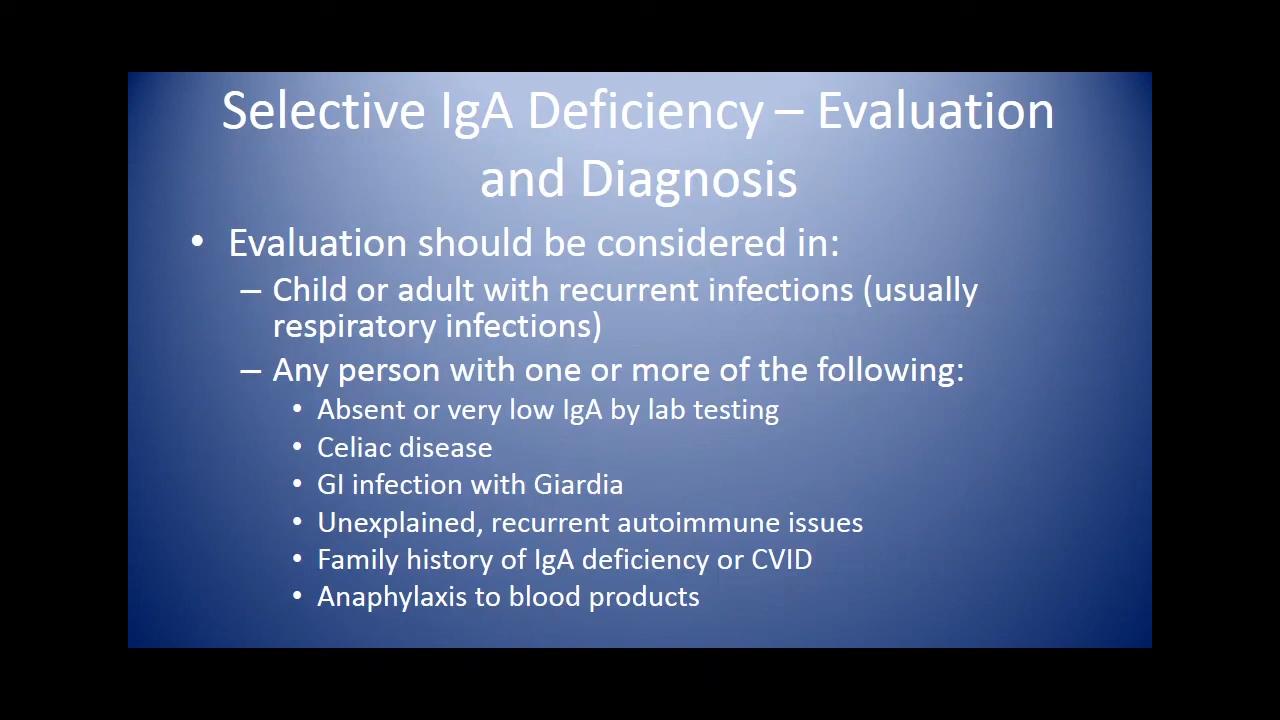 Selective IgA Deficiency – Evaluation
and Diagnosis
• Evaluation should be considered in:
– Child or adult with recurrent infections (usually
respiratory infections)
– Any person with one or more of the following:
• Absent or very low IgA by lab testing
• Celiac disease
• GI infection with Giardia
• Unexplained, recurrent autoimmune issues
• Family history of IgA deficiency or CVID
• Anaphylaxis to blood products